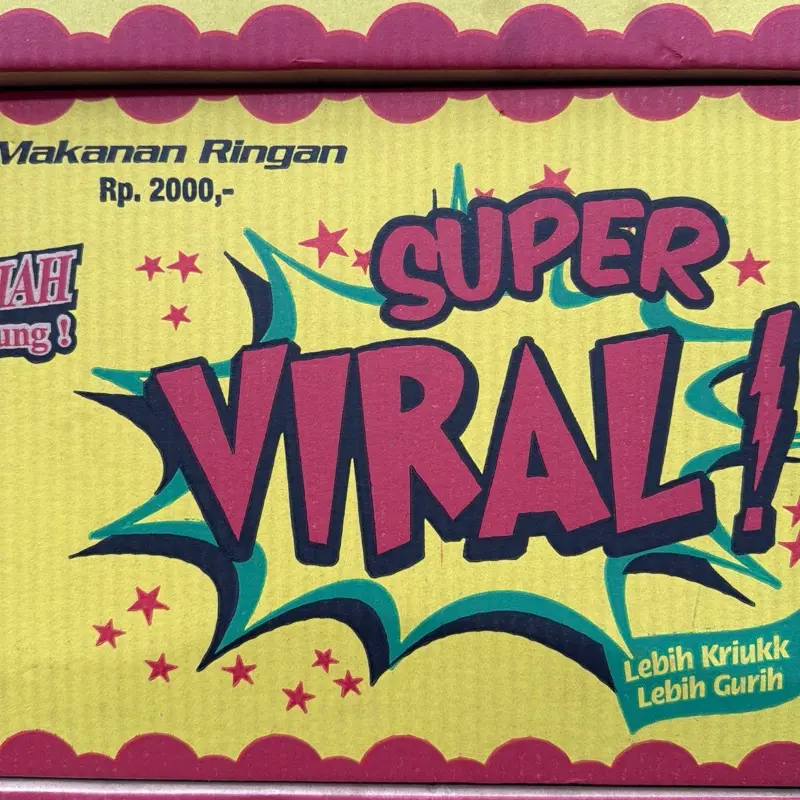 Makanan Ringan
Rp. 2000,-
SUPER
VIRAL!
Lebih Kriukk
Lebih Gurih